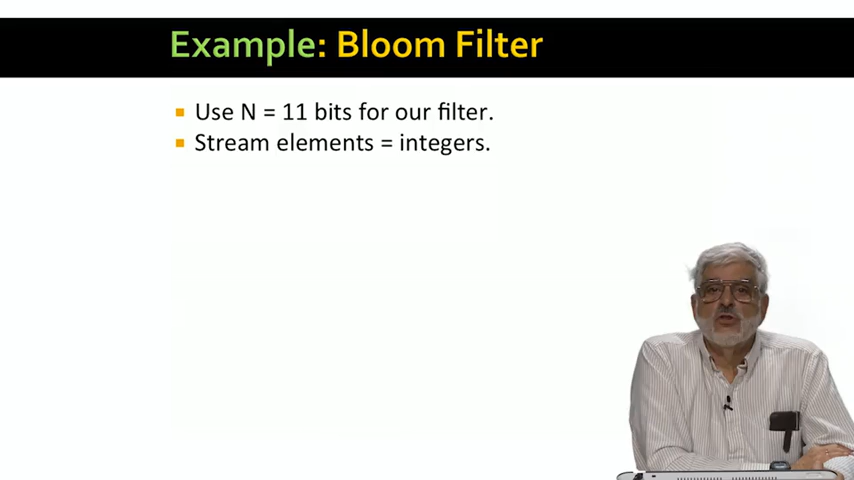 Example: Bloom Filter
Use N = 11 bits for our filter.
Stream elements = integers.